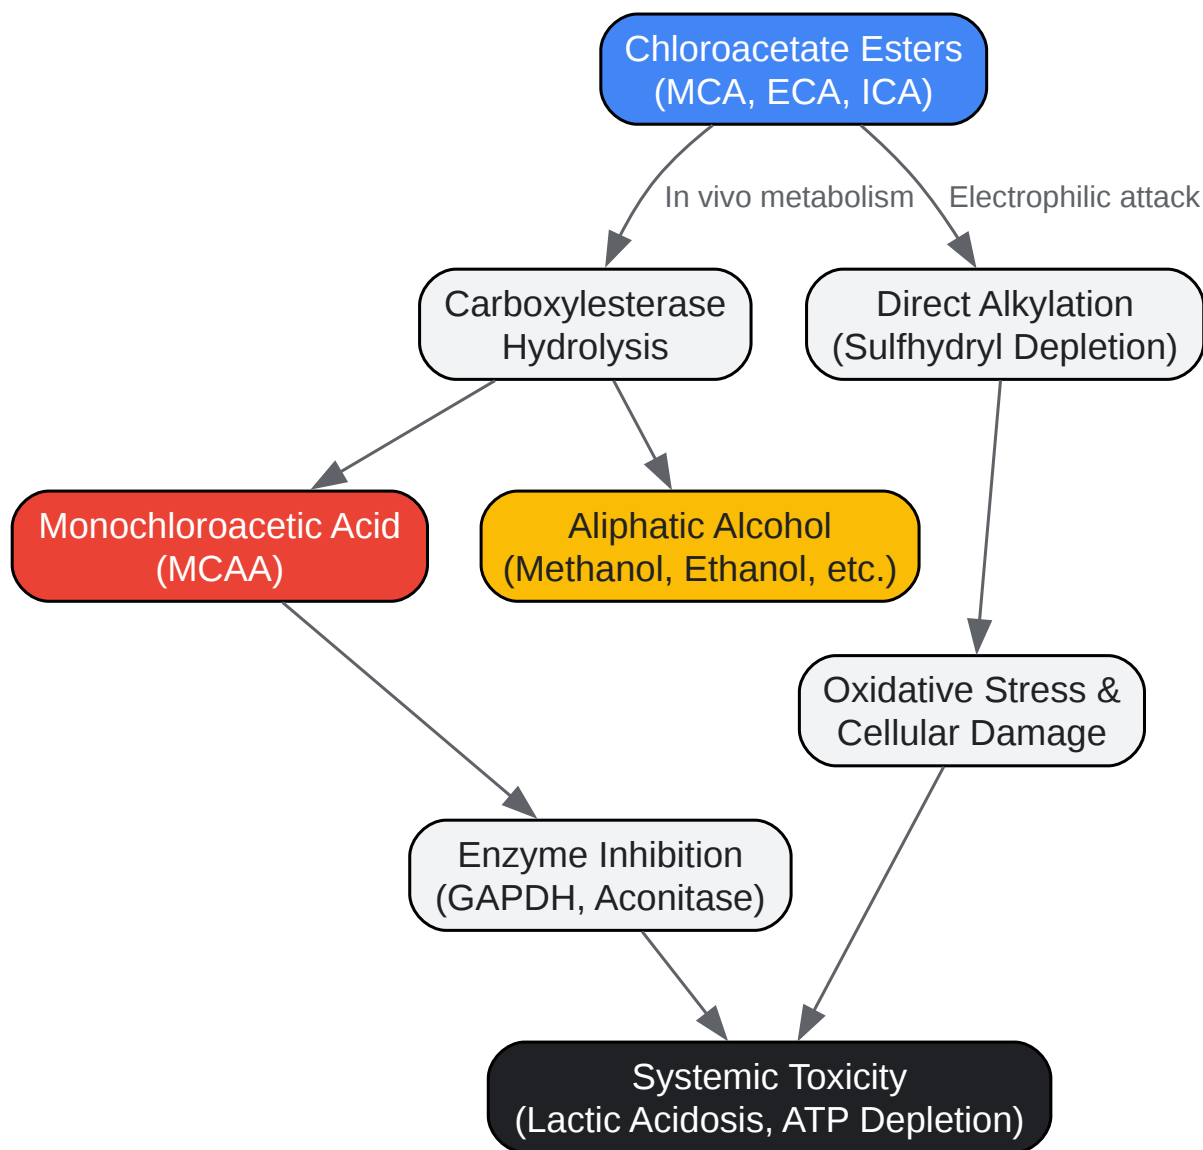 Chloroacetate Esters
(MCA, ECA, ICA)
In vivo metabolism
Electrophilic attack
Carboxylesterase
Hydrolysis
Direct Alkylation
(Sulfhydryl Depletion)
Monochloroacetic Acid
(MCAA)
Aliphatic Alcohol
(Methanol, Ethanol, etc.)
Oxidative Stress &
Cellular Damage
Enzyme Inhibition
(GAPDH, Aconitase)
Systemic Toxicity
(Lactic Acidosis, ATP Depletion)